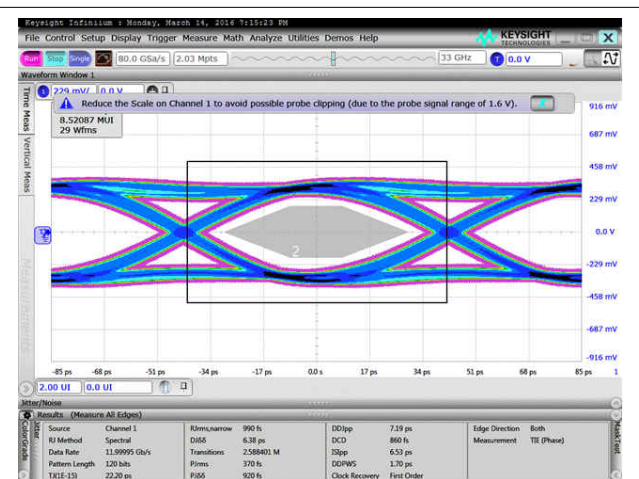 Keysight Infiniium : Monday, March 14, 2016 7:15:23 PM
File Control Setup Display Trigger Measure Math Analyze Utilities Demos Help
KEYSIGHT
TECHNOLOGIES
Run Stop Single 80.0 GSa/s 2.03 Mpts 33 GHz T 0.0 V
Waveform Window 1
1 229 mV/ 0.0 V
Reduce the Scale on Channel 1 to avoid possible probe clipping (due to the probe signal range of 1.6 V).
8.52087 MUI
29 Wfms
Time Meas
Vertical Meas
Measurements
916 mV
687 mV
458 mV
229 mV
0.0 V
-229 mV
-458 mV
-687 mV
-916 mV
2
-85 ps -68 ps -51 ps -34 ps -17 ps 0.0 s 17 ps 34 ps 51 ps 68 ps 85 ps 1
2.00 UI 0.0 UI
Jitter/Noise
Results (Measure All Edges)
ColorGrade
Jitter
MaskTest
Source Channel 1 RJrms,narrow 990 fs DDJpp 7.19 ps Edge Direction Both
RJ Method Spectral DJδδ 6.38 ps DCD 860 fs Measurement TIE (Phase)
Data Rate 11.99995 Gb/s Transitions 2.588401 M ISIpp 6.53 ps
Pattern Length 120 bits PJrms 370 fs DDPWS 1.70 ps
TJ(1E-15) 22.20 ps PJδδ 920 fs Clock Recovery First Order